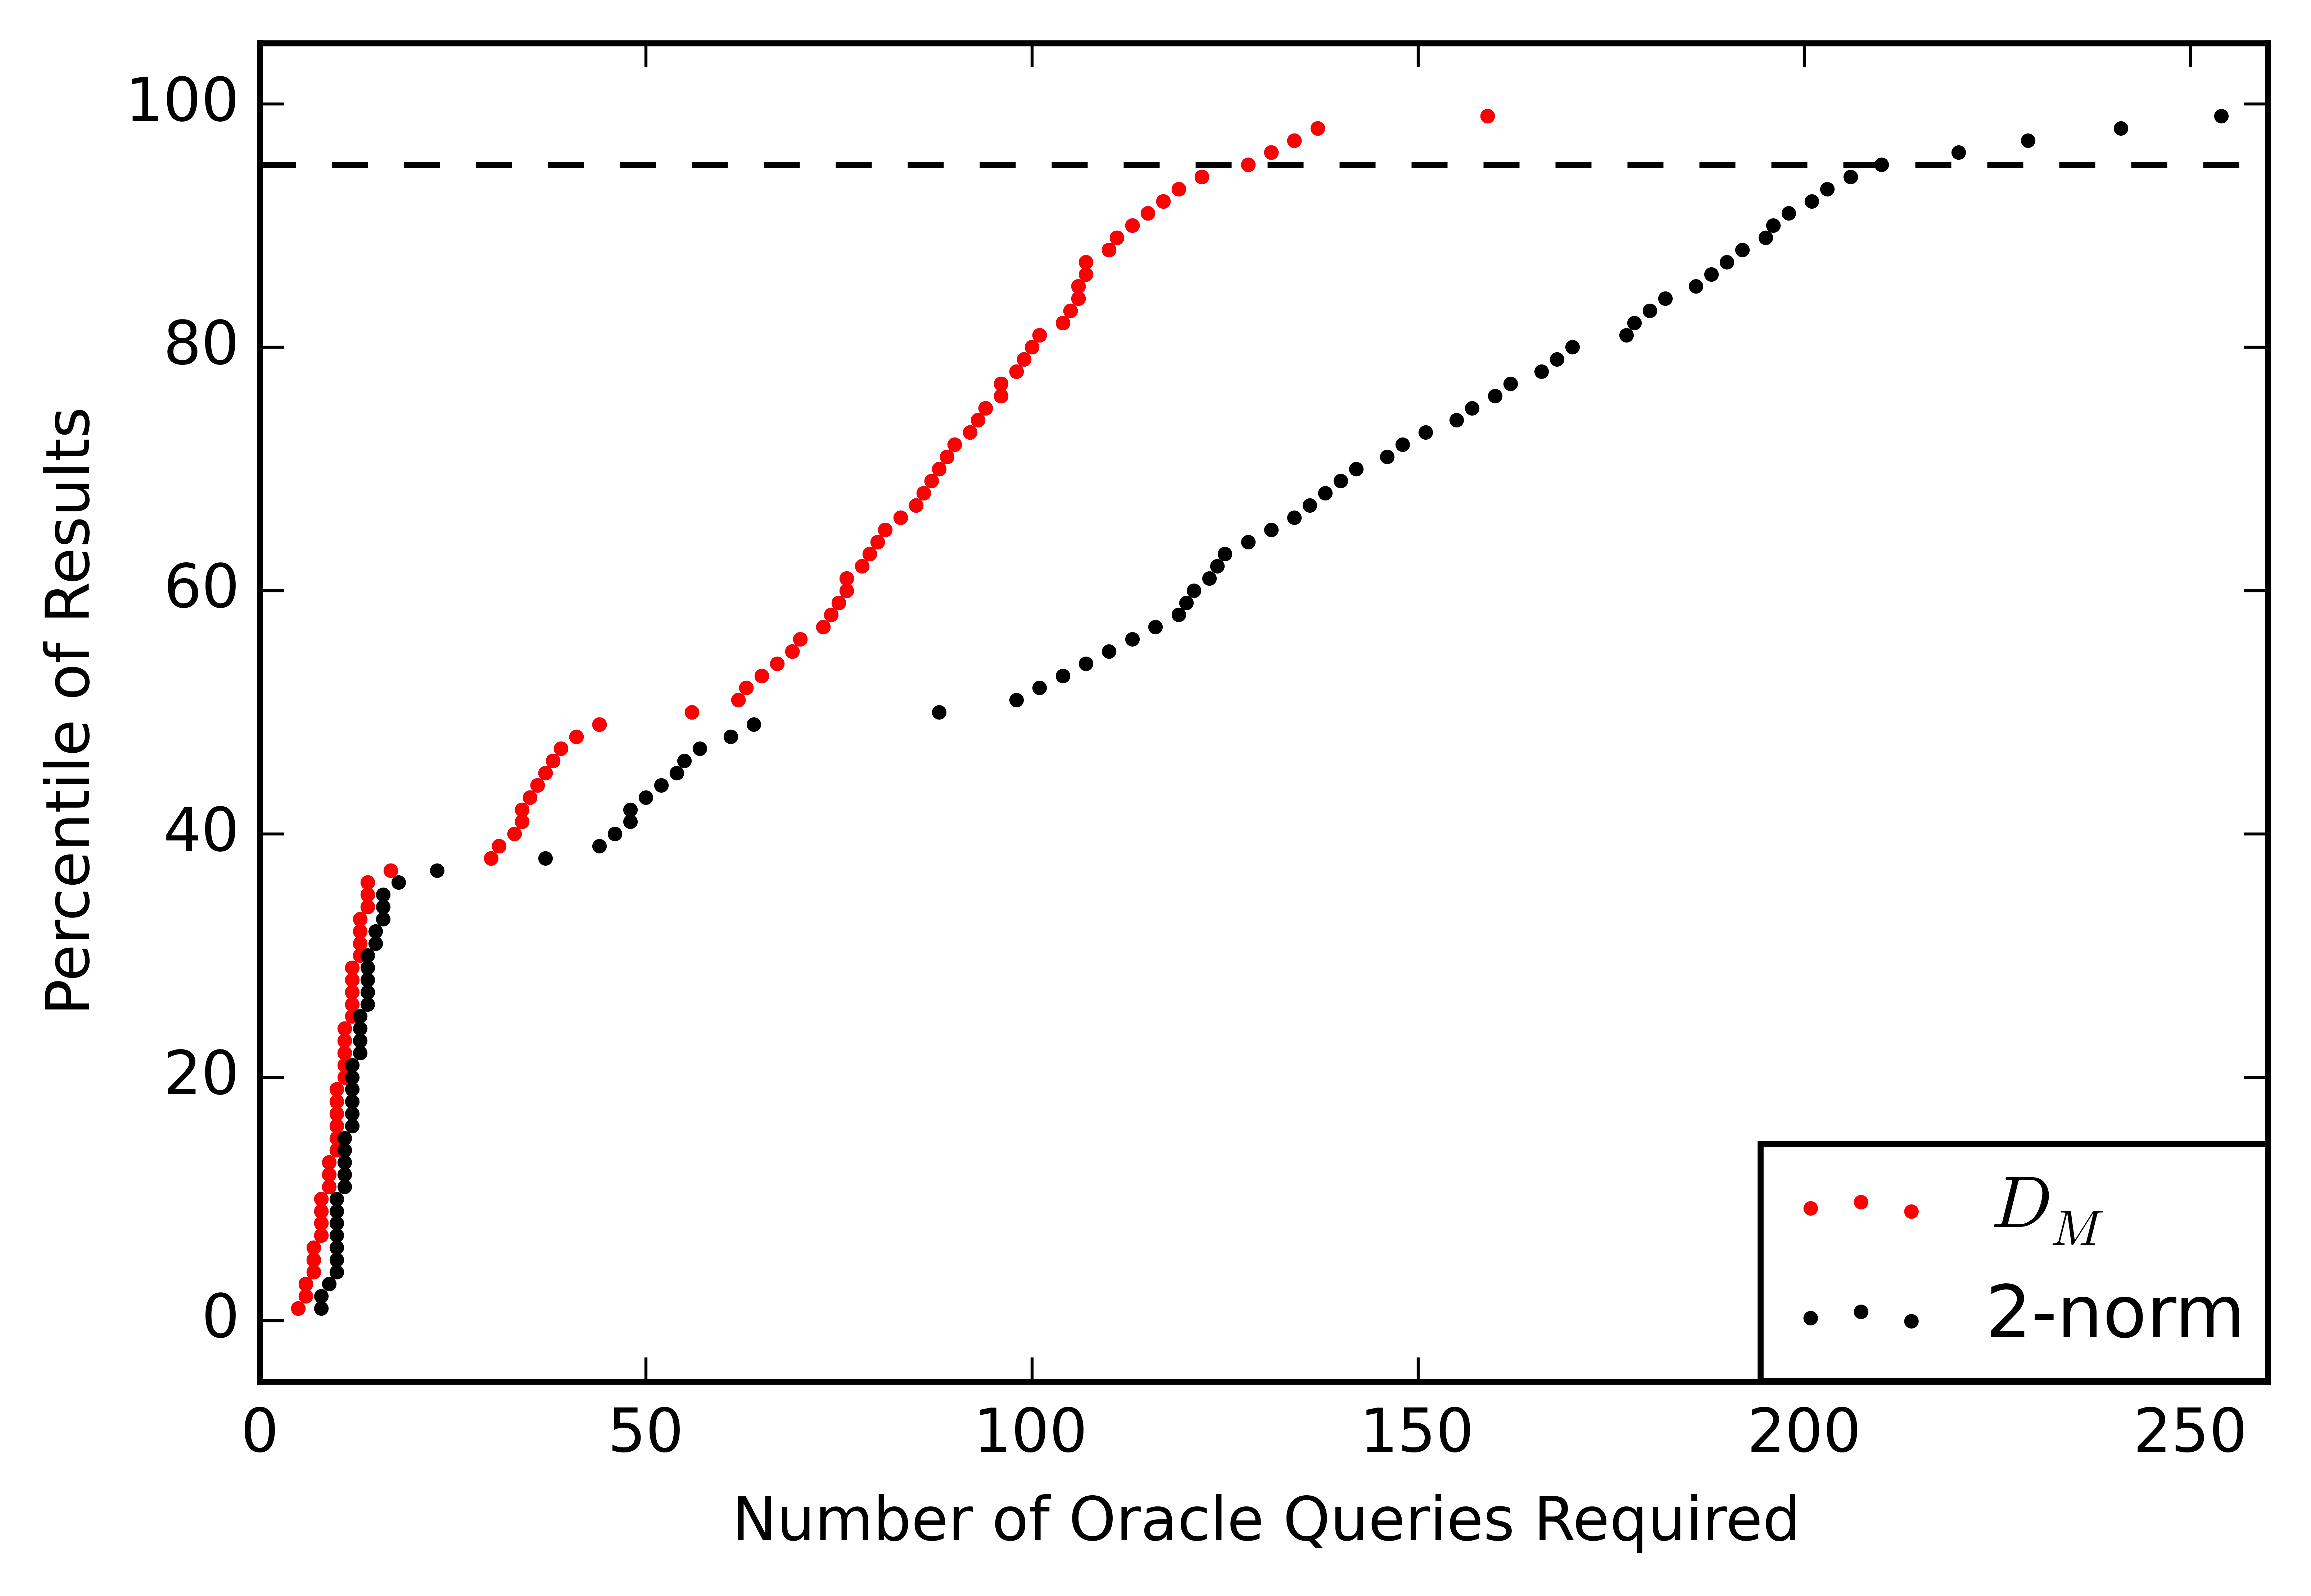 100
80
60
40
20
0
Percentile of Results
0 50 100 150 200 250
Number of Oracle Queries Required
D_M
2-norm